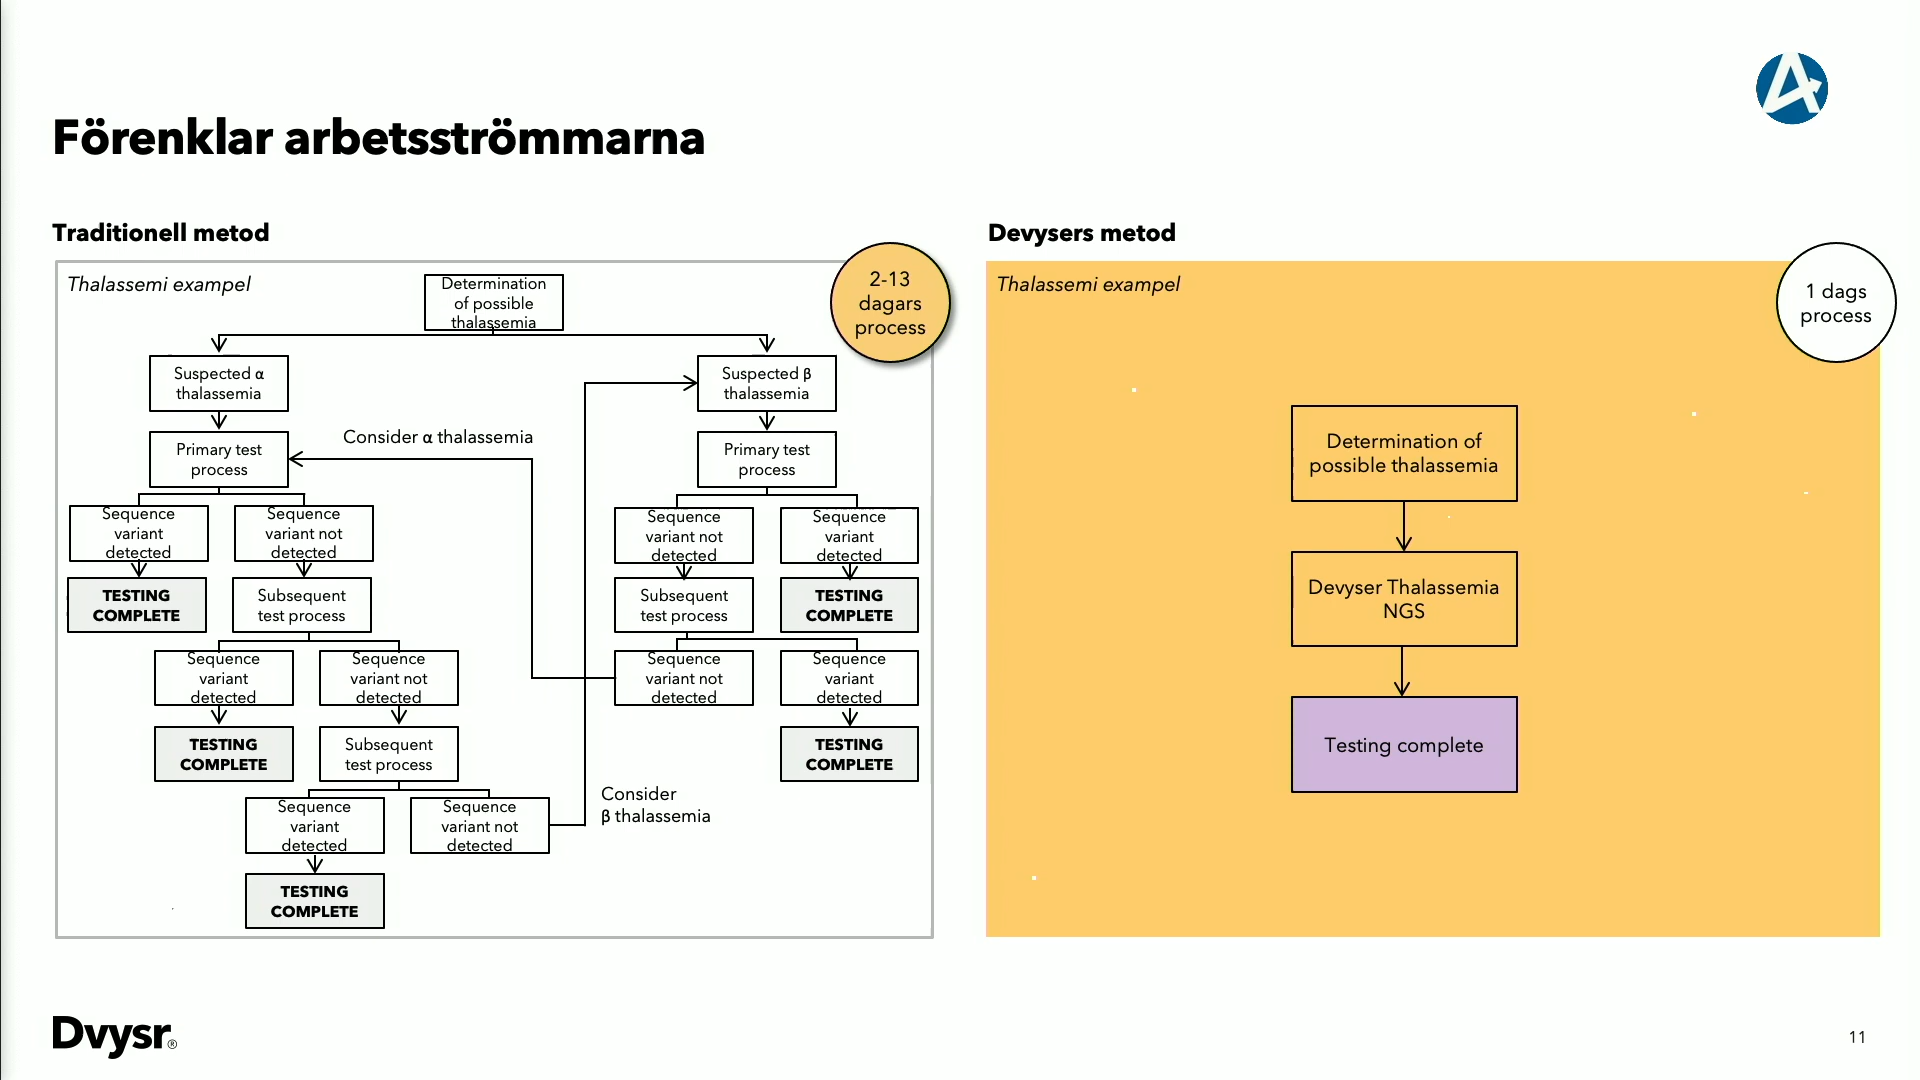 Förenklar arbetsströmmarna
Traditionell metod
Thalassemi exampel
2-13
dagars
process
Determination
of possible
thalassemia
Suspected α
thalassemia
Suspected β
thalassemia
Primary test
process
Consider α thalassemia
Primary test
process
Sequence
variant
detected
Sequence
variant not
detected
Sequence
variant not
detected
Sequence
variant
detected
TESTING
COMPLETE
Subsequent
test process
Subsequent
test process
TESTING
COMPLETE
Sequence
variant
detected
Sequence
variant not
detected
Sequence
variant not
detected
Sequence
variant
detected
TESTING
COMPLETE
Subsequent
test process
TESTING
COMPLETE
Consider
β thalassemia
Sequence
variant
detected
Sequence
variant not
detected
TESTING
COMPLETE
Devysers metod
Thalassemi exampel
1 dags
process
Determination of
possible thalassemia
Devyser Thalassemia
NGS
Testing complete
Dvysr®
11